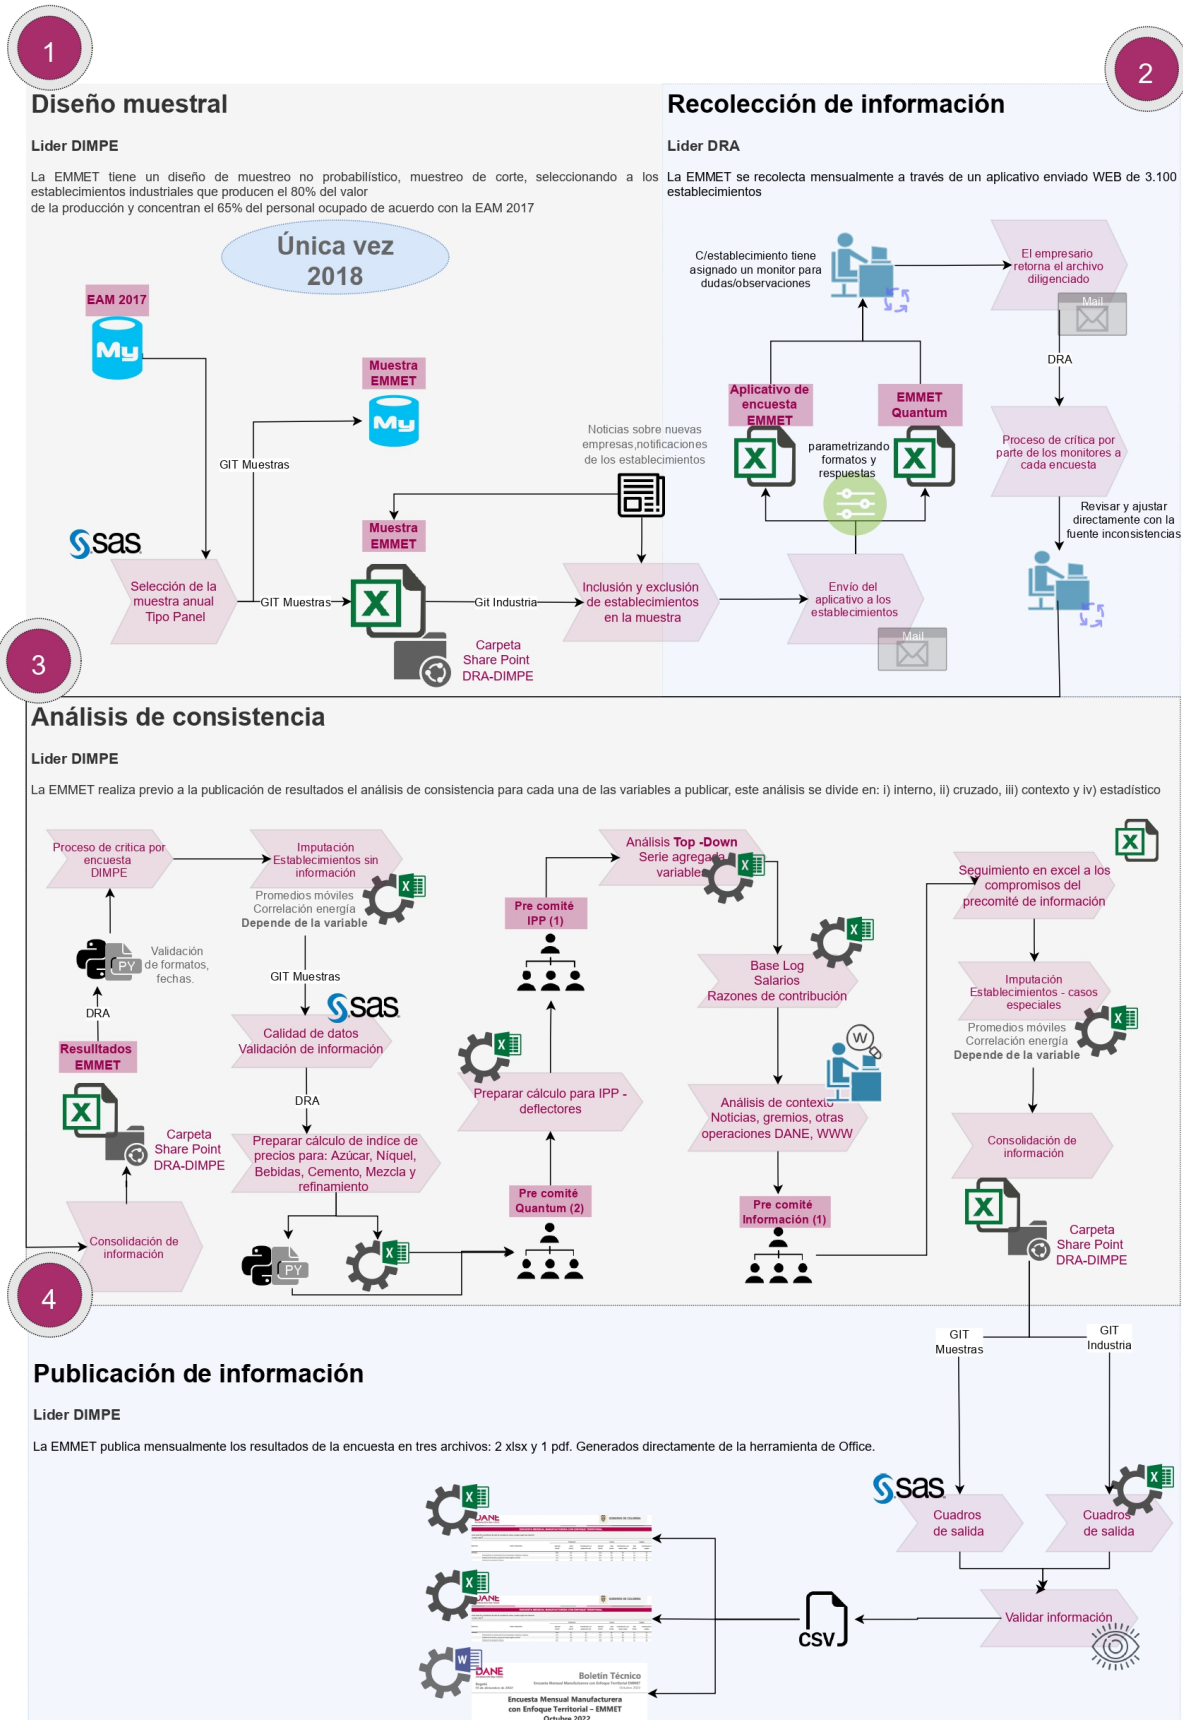 1
Diseño muestral
Lider DIMPE
La EMMET tiene un diseño de muestreo no probabilístico, muestreo de corte, seleccionando a los
establecimientos industriales que producen el 80% del valor
de la producción y concentran el 65% del personal ocupado de acuerdo con la EAM 2017
Única vez
2018
EAM 2017
My
Muestra
EMMET
My
GIT Muestras
Noticias sobre nuevas
empresas,notificaciones
de los establecimientos
sas
Muestra
EMMET
Selección de la
muestra anual
Tipo Panel
GIT Muestras
X
Git Industria
Inclusión y exclusión
de establecimientos
en la muestra
Carpeta
Share Point
DRA-DIMPE
2
Recolección de información
Lider DRA
La EMMET se recolecta mensualmente a través de un aplicativo enviado WEB de 3.100
establecimientos
C/establecimiento tiene
asignado un monitor para
dudas/observaciones
El empresario
retorna el archivo
diligenciado
Mail
DRA
Aplicativo de
encuesta
EMMET
EMMET
Quantum
X
parametrizando
formatos y
respuestas
X
Proceso de crítica por
parte de los monitores a
cada encuesta
Revisar y ajustar
directamente con la
fuente inconsistencias
Envío del
aplicativo a los
establecimientos
Mail
3
Análisis de consistencia
Lider DIMPE
La EMMET realiza previo a la publicación de resultados el análisis de consistencia para cada una de las variables a publicar, este análisis se divide en: i) interno, ii) cruzado, iii) contexto y iv) estadístico
Proceso de critica por
encuesta
DIMPE
Imputación
Establecimientos sin
información
X
Promedios móviles
Correlación energía
Depende de la variable
PY
Validación
de formatos,
fechas.
DRA
Resulltados
EMMET
X
Carpeta
Share Point
DRA-DIMPE
Consolidación de
información
GIT Muestras
sas
Calidad de datos
Validación de información
DRA
Preparar cálculo de indíce de
precios para: Azúcar, Níquel,
Bebidas, Cemento, Mezcla y
refinamiento
PY
X
Pre comité
Quantum (2)
X
Preparar cálculo para IPP -
deflectores
Pre comité
IPP (1)
Análisis Top -Down
Serie agregada
variables
X
X
Base Log
Salarios
Razones de contribución
W
Análisis de contexto
Noticias, gremios, otras
operaciones DANE, WWW
Pre comité
Información (1)
X
Seguimiento en excel a los
compromisos del
precomité de información
Imputación
Establecimientos - casos
especiales
X
Promedios móviles
Correlación energía
Depende de la variable
Consolidación de
información
X
Carpeta
Share Point
DRA-DIMPE
4
Publicación de información
Lider DIMPE
La EMMET publica mensualmente los resultados de la encuesta en tres archivos: 2 xlsx y 1 pdf. Generados directamente de la herramienta de Office.
GIT
Muestras
GIT
Industria
sas
X
Cuadros
de salida
Cuadros
de salida
Validar información
CSV
X
DANE
X
DANE
W
DANE
Boletín Técnico
Encuesta Mensual Manufacturera
con Enfoque Territorial – EMMET
Octubre 2022